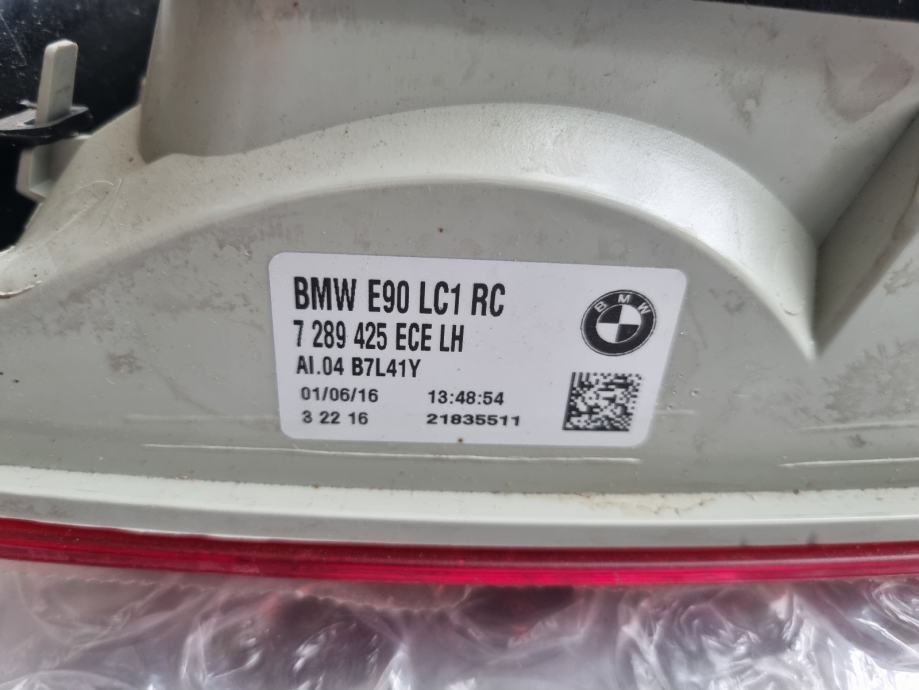 BMW E90 LC1 RC
7 289 425 ECE LH
AI.04 B7L41Y
01/06/16 13:48:54
3 22 16 21835511
BMW